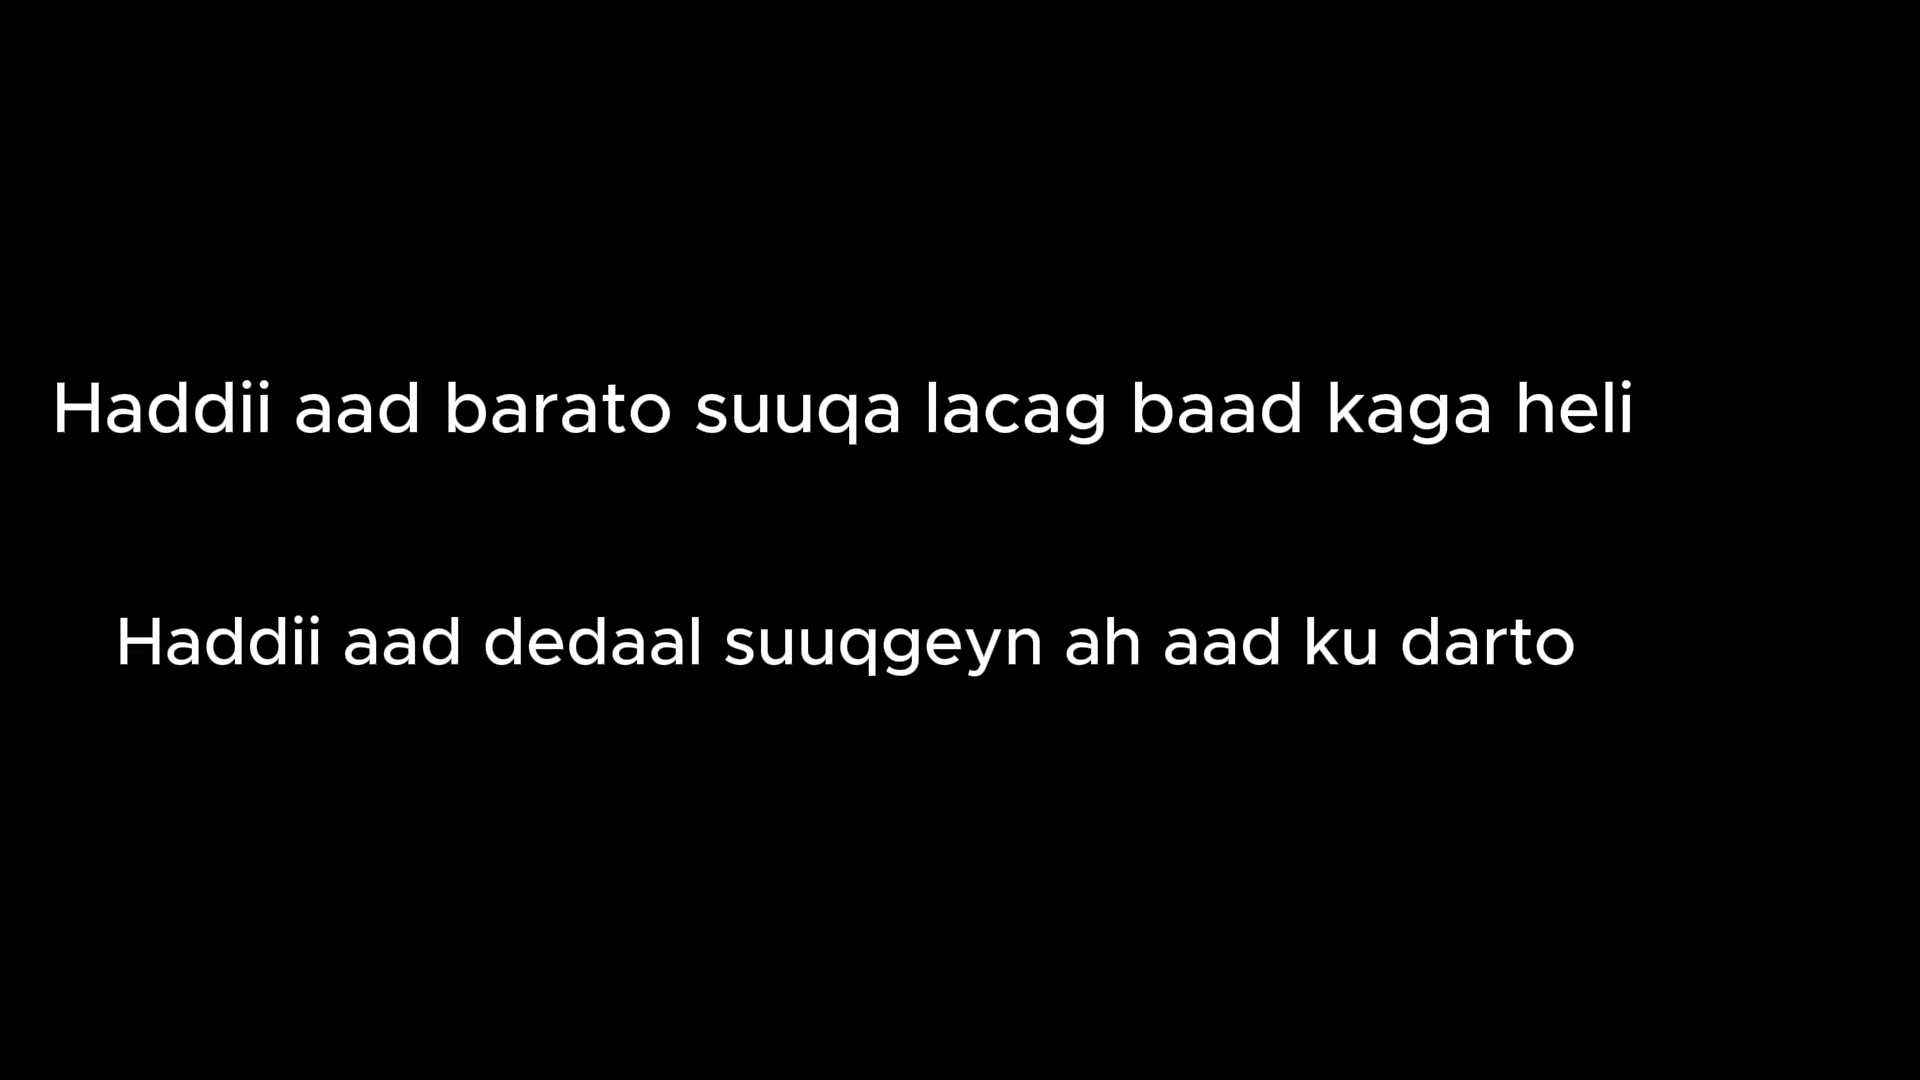 Haddii aad barato suuqa lacag baad kaga heli
Haddii aad dedaal suuqgeyn ah aad ku darto